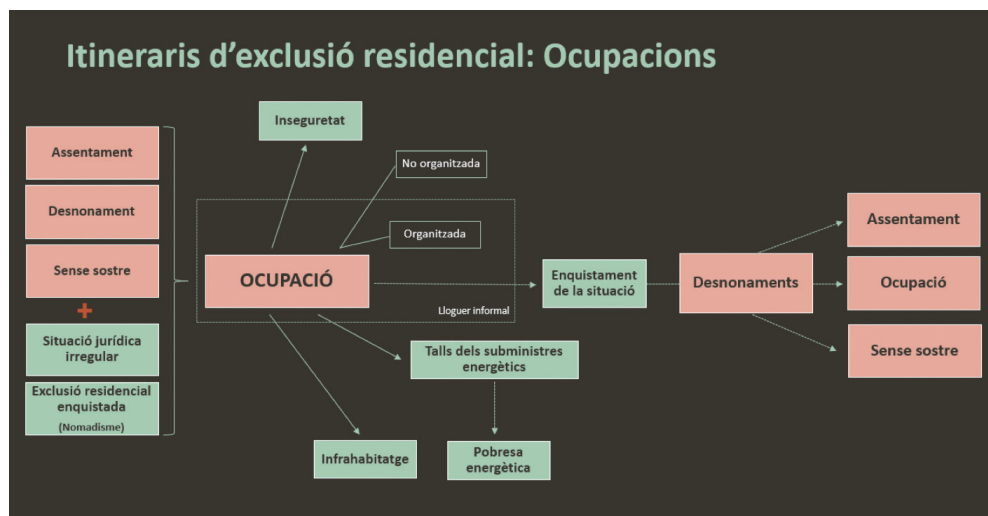 Itineraris d'exclusió residencial: Ocupacions
Assentament
Desnonament
Sense sostre
Situació jurídica
irregular
Exclusió residencial
enquistada
(Nomadisme)
Inseguretat
No organitzada
Organitzada
OCUPACIÓ
Lloguer informal
Talls dels subministres
energètics
Infrahabitatge
Pobresa
energètica
Enquistament
de la situació
Desnonaments
Assentament
Ocupació
Sense sostre